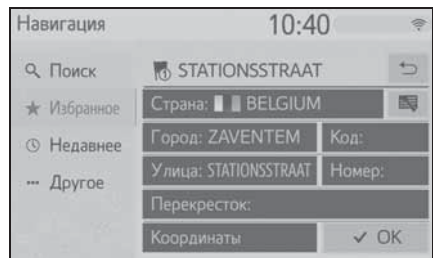 Навигация 10:40
Поиск
Избранное
Недавнее
Другое
STATIONSSTRAAT
Страна: BELGIUM
Город: ZAVENTEM Код:
Улица: STATIONSSTRAAT Номер:
Перекресток:
Координаты OK